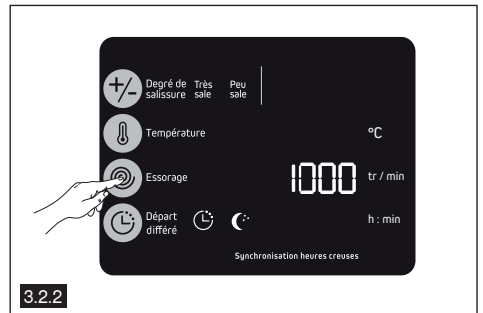 +/-
Degré de salissure Très sale Peu sale
Température °C
Essorage 1000 tr / min
Départ différé h : min
Synchronisation heures creuses
3.2.2